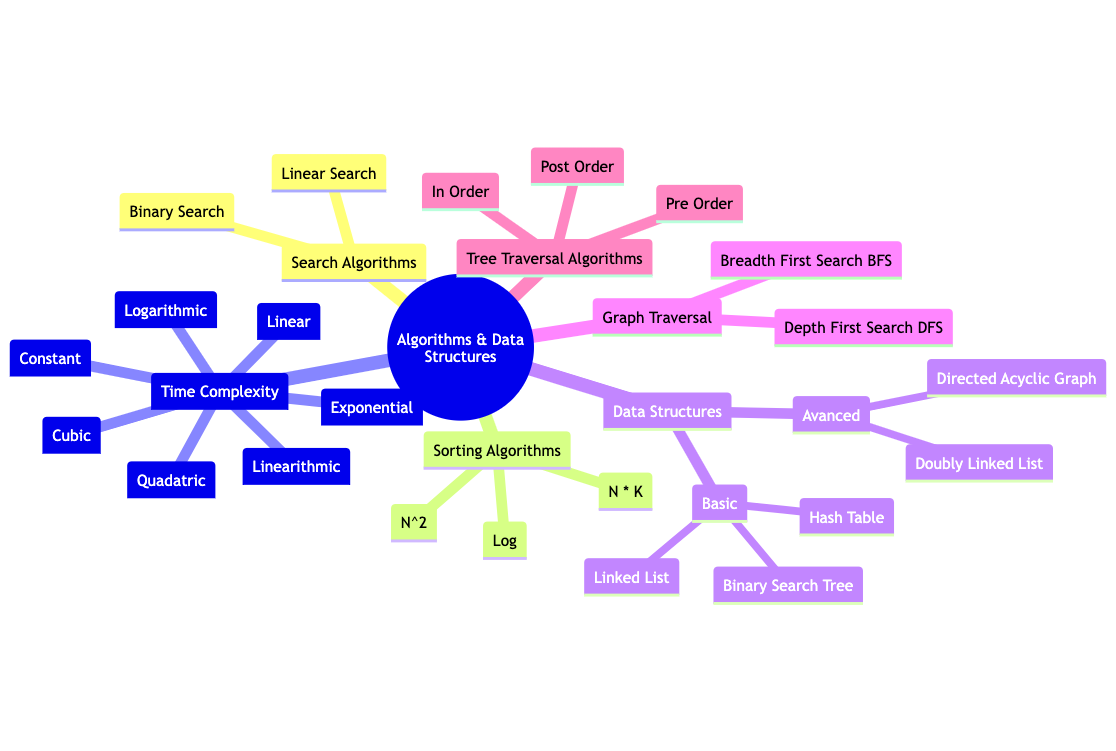 Post Order
Linear Search
In Order
Binary Search
Pre Order
Search Algorithms
Tree Traversal Algorithms
Breadth First Search BFS
Logarithmic
Linear
Graph Traversal
Depth First Search DFS
Algorithms & Data
Structures
Constant
Time Complexity
Directed Acyclic Graph
Exponential
Data Structures
Avanced
Cubic
Sorting Algorithms
Linearithmic
Doubly Linked List
Quadatric
N * K
Basic
Hash Table
N^2
Log
Linked List
Binary Search Tree